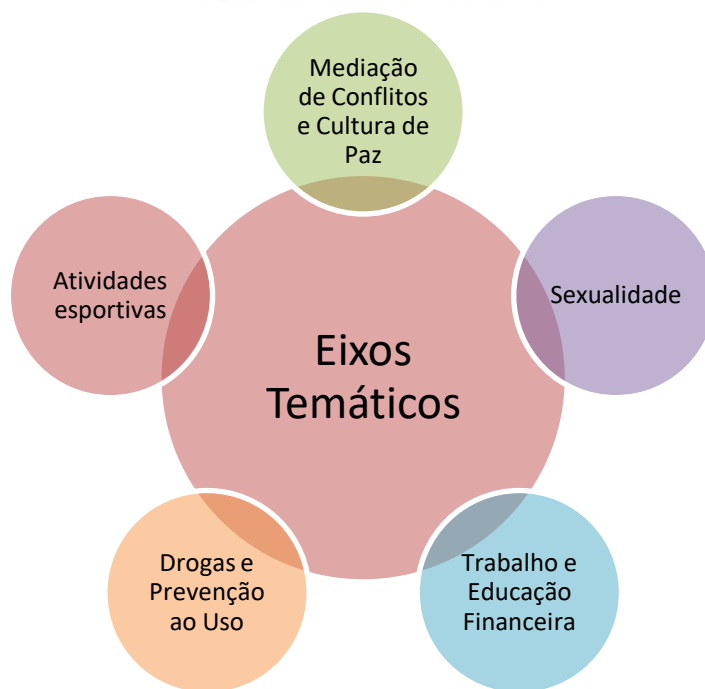 Mediação
de Conflitos
e Cultura de
Paz
Atividades
esportivas
Sexualidade
Eixos
Temáticos
Drogas e
Prevenção
ao Uso
Trabalho e
Educação
Financeira